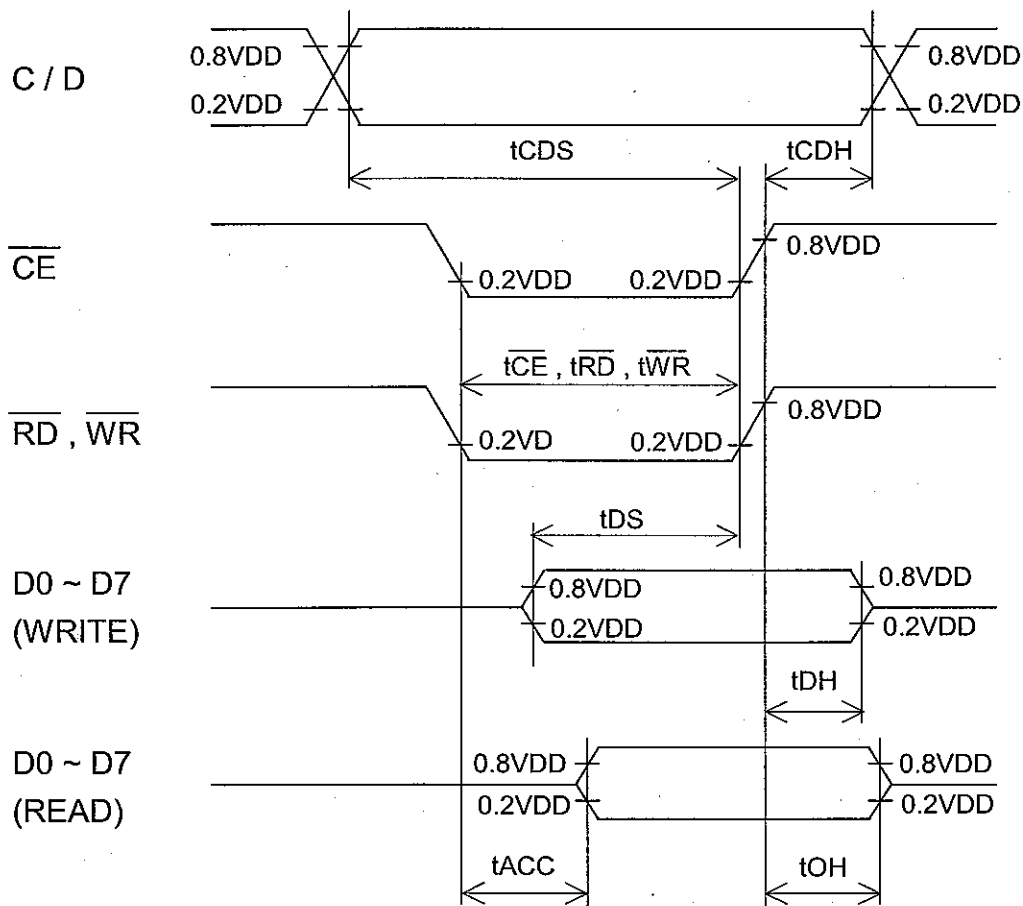 0.8VDD 0.8VDD
C / D
0.2VDD 0.2VDD
tCDS tCDH
CE 0.8VDD
0.2VDD 0.2VDD
tCE , tRD , tWR
RD , WR 0.8VDD
0.2VD 0.2VDD
tDS
D0 ~ D7 0.8VDD 0.8VDD
(WRITE) 0.2VDD 0.2VDD
tDH
D0 ~ D7 0.8VDD 0.8VDD
(READ) 0.2VDD 0.2VDD
tACC tOH